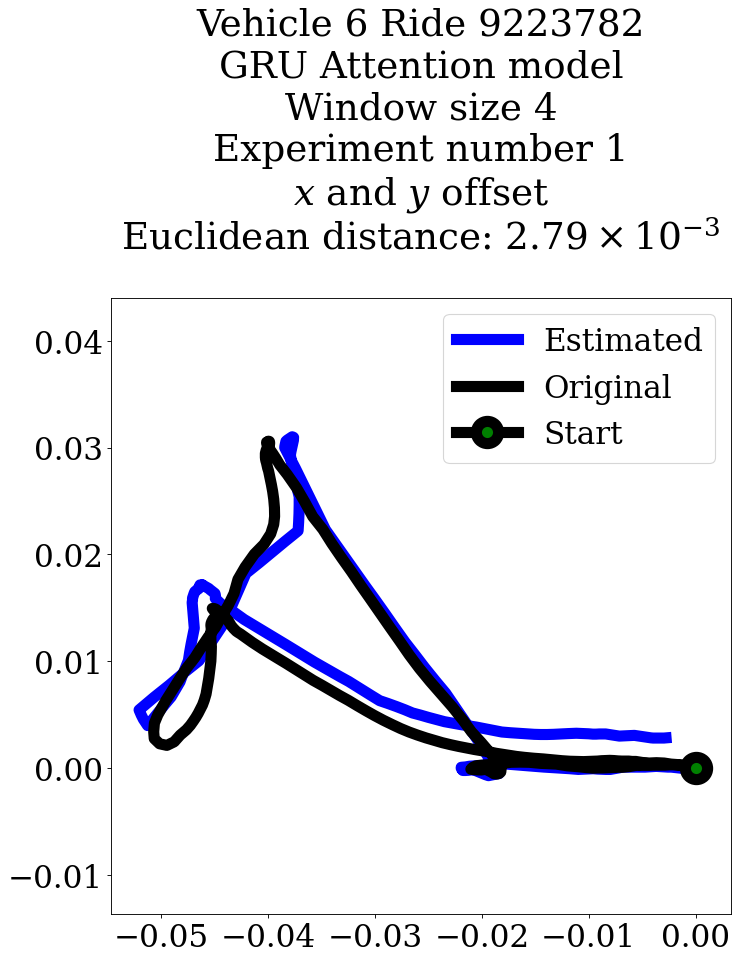 Vehicle 6 Ride 9223782
GRU Attention model
Window size 4
Experiment number 1
x and y offset
Euclidean distance: 2.79 × 10⁻³
Estimated
Original
Start
0.04
0.03
0.02
0.01
0.00
−0.01
−0.05 −0.04 −0.03 −0.02 −0.01 0.00